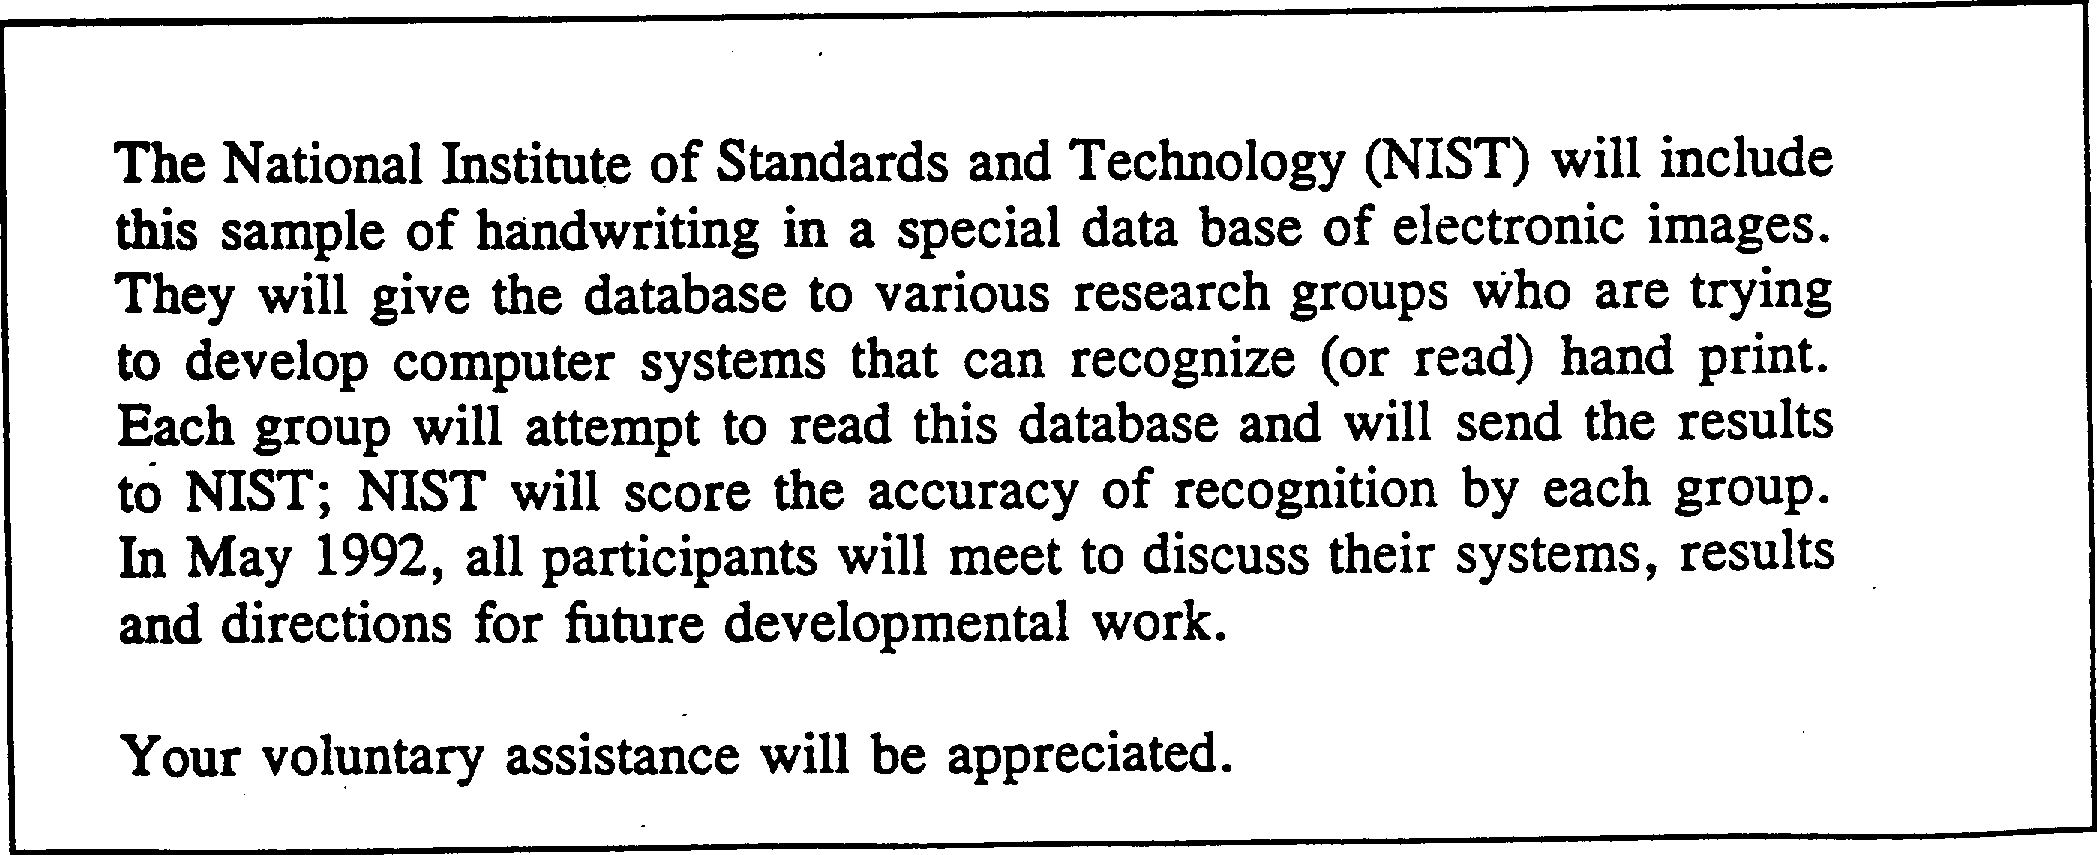 The National Institute of Standards and Technology (NIST) will include
this sample of handwriting in a special data base of electronic images.
They will give the database to various research groups who are trying
to develop computer systems that can recognize (or read) hand print.
Each group will attempt to read this database and will send the results
to NIST; NIST will score the accuracy of recognition by each group.
In May 1992, all participants will meet to discuss their systems, results
and directions for future developmental work.
Your voluntary assistance will be appreciated.